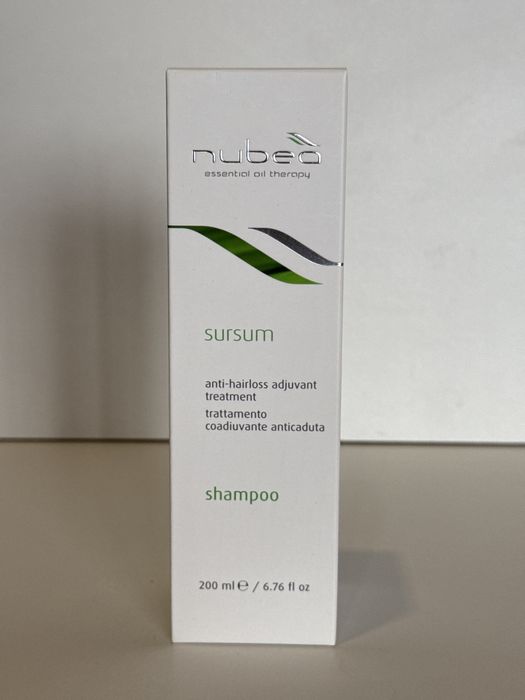 nubeà
essential oil therapy
sursum
anti-hairloss adjuvant
treatment
trattamento
coadiuvante anticaduta
shampoo
200 ml ℮ / 6.76 fl oz